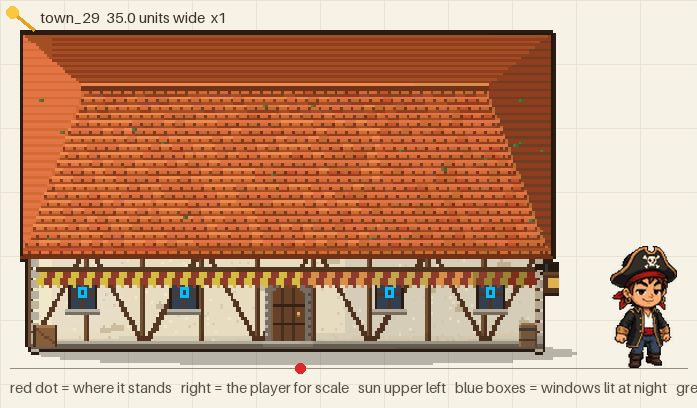 town_29 35.0 units wide x1
red dot = where it stands right = the player for scale sun upper left blue boxes = windows lit at night